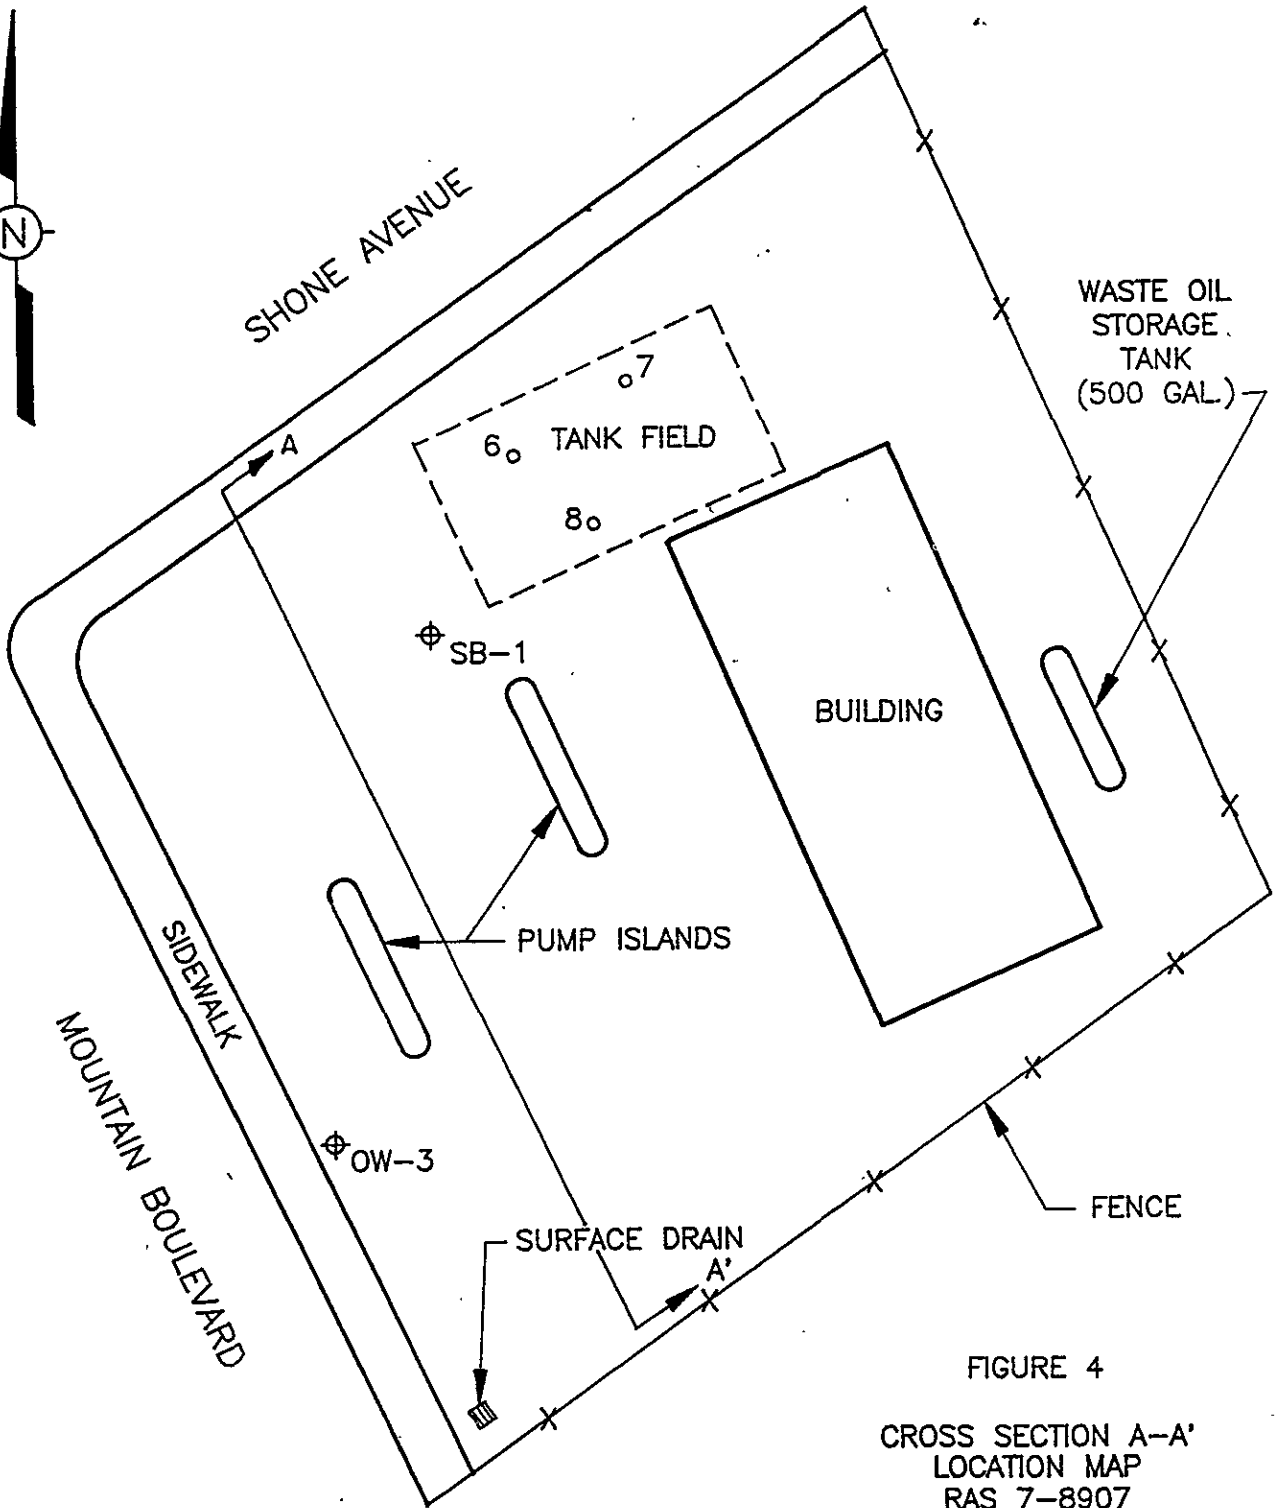 N
SHONE AVENUE
WASTE OIL
STORAGE
TANK
(500 GAL.)
7
6
TANK FIELD
8
A
SB-1
BUILDING
PUMP ISLANDS
SIDEWALK
MOUNTAIN BOULEVARD
OW-3
SURFACE DRAIN
A'
FENCE
FIGURE 4
CROSS SECTION A-A'
LOCATION MAP
RAS 7-8907